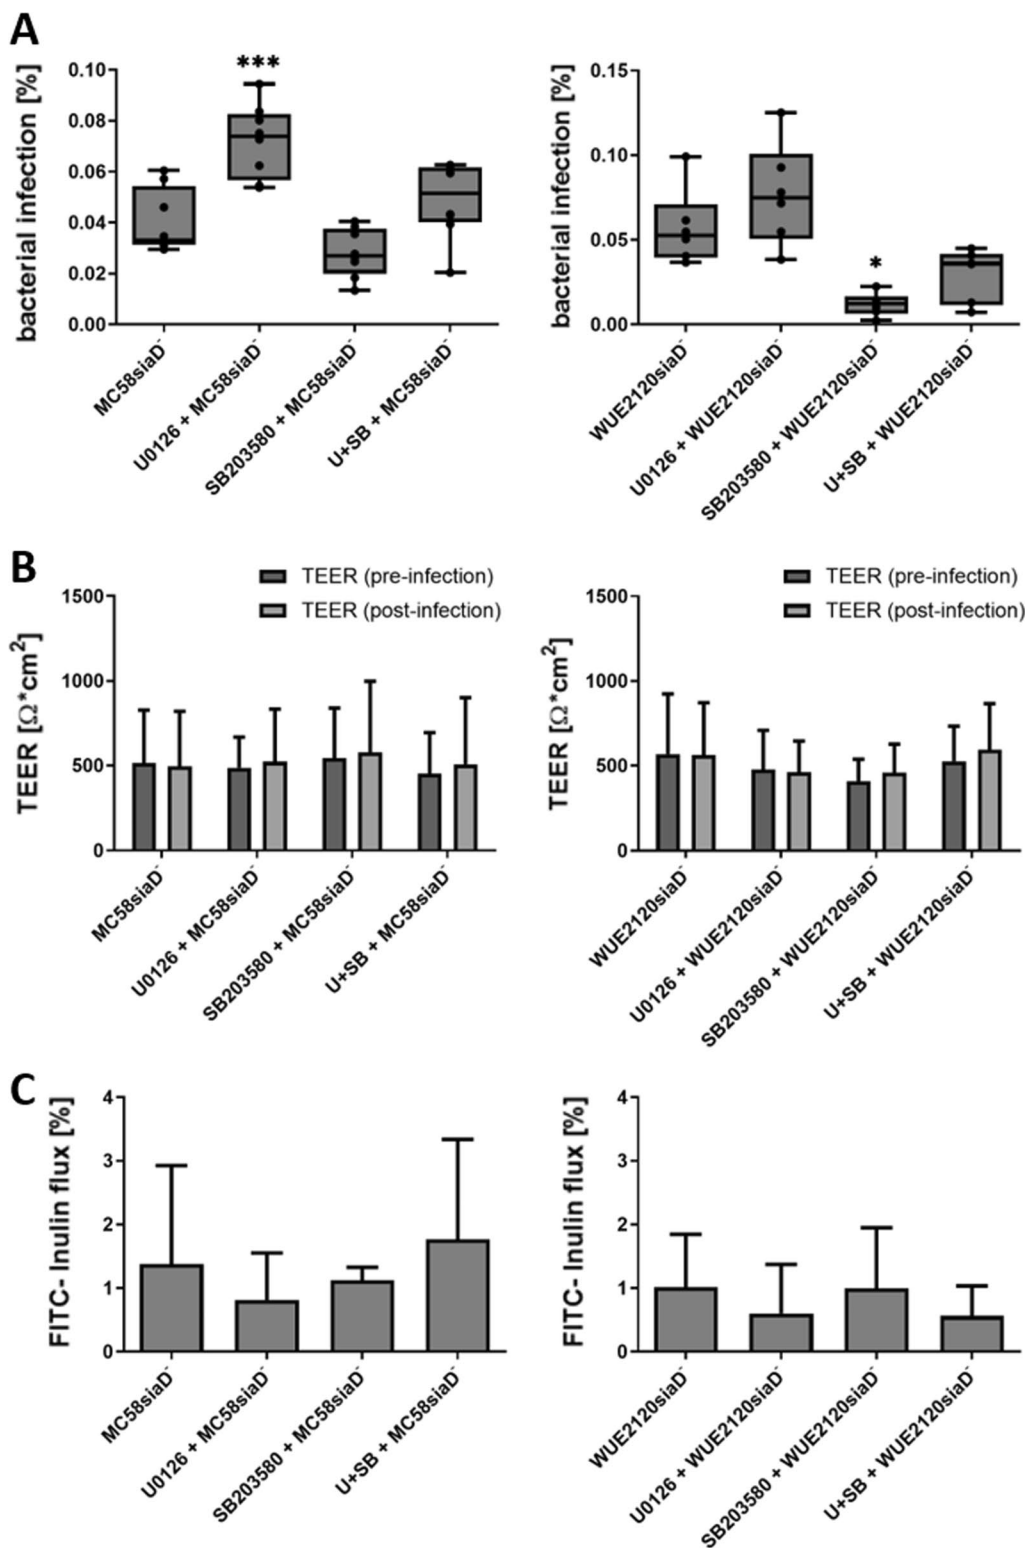 A
bacterial infection [%]
0.10
0.08
0.06
0.04
0.02
0.00
***
MC58siaD⁻
U0126 + MC58siaD⁻
SB203580 + MC58siaD⁻
U+SB + MC58siaD⁻
bacterial infection [%]
0.15
0.10
0.05
0.00
*
WUE2120siaD⁻
U0126 + WUE2120siaD⁻
SB203580 + WUE2120siaD⁻
U+SB + WUE2120siaD⁻
B
TEER (pre-infection)
TEER (post-infection)
TEER [Ω*cm²]
1500
1000
500
0
MC58siaD⁻
U0126 + MC58siaD⁻
SB203580 + MC58siaD⁻
U+SB + MC58siaD⁻
TEER (pre-infection)
TEER (post-infection)
TEER [Ω*cm²]
1500
1000
500
0
WUE2120siaD⁻
U0126 + WUE2120siaD⁻
SB203580 + WUE2120siaD⁻
U+SB + WUE2120siaD⁻
C
FITC- Inulin flux [%]
4
3
2
1
0
MC58siaD⁻
U0126 + MC58siaD⁻
SB203580 + MC58siaD⁻
U+SB + MC58siaD⁻
FITC- Inulin flux [%]
4
3
2
1
0
WUE2120siaD⁻
U0126 + WUE2120siaD⁻
SB203580 + WUE2120siaD⁻
U+SB + WUE2120siaD⁻